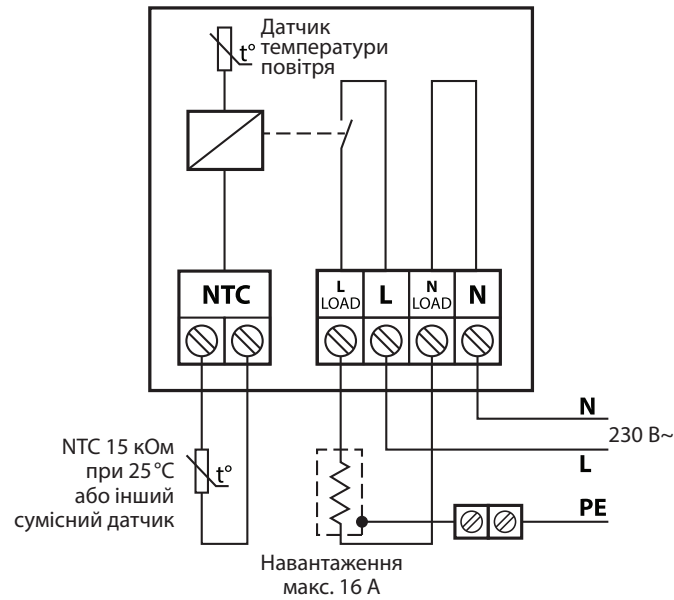 Датчик
температури
повітря
t°
NTC
L
LOAD
L
N
LOAD
N
NTC 15 кОм
при 25 °C
або інший
сумісний датчик
t°
N
230 В~
L
PE
Навантаження
макс. 16 А